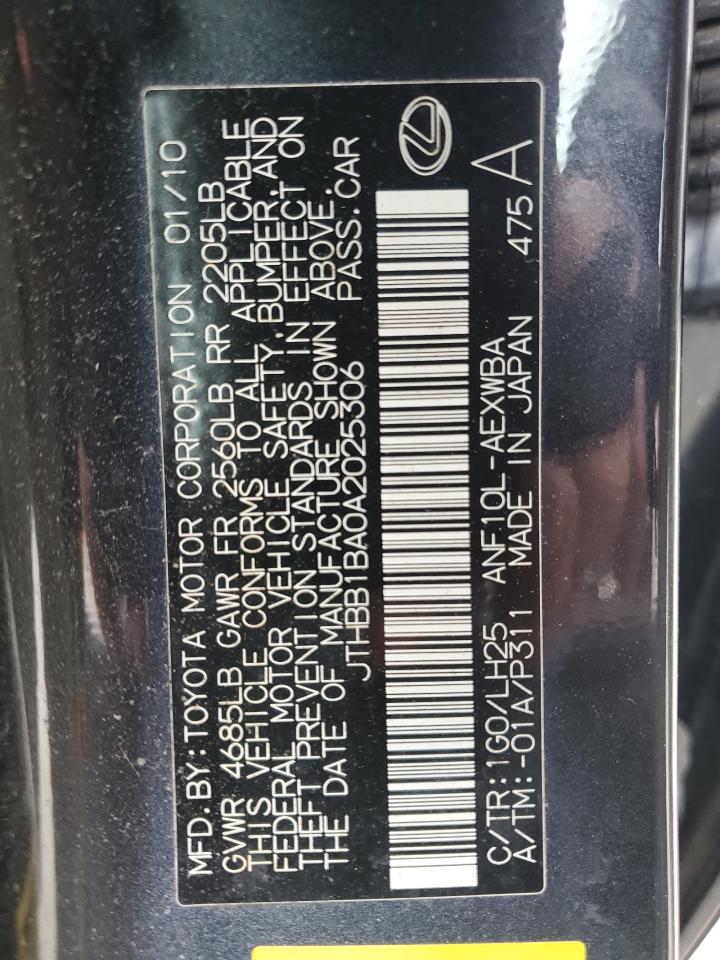 MFD.BY:TOYOTA MOTOR CORPORATION 01/10
GVWR 4685LB GAWR FR 2560LB RR 2205LB
THIS VEHICLE CONFORMS TO ALL APPLICABLE
FEDERAL MOTOR VEHICLE SAFETY, BUMPER, AND
THEFT PREVENTION STANDARDS IN EFFECT ON
THE DATE OF MANUFACTURE SHOWN ABOVE.
JTHBB1BA0A2025306 PASS.CAR
C/TR:1G0/LH25 ANF10L-AEXWBA 475 A
A/TM:-01A/P311 MADE IN JAPAN